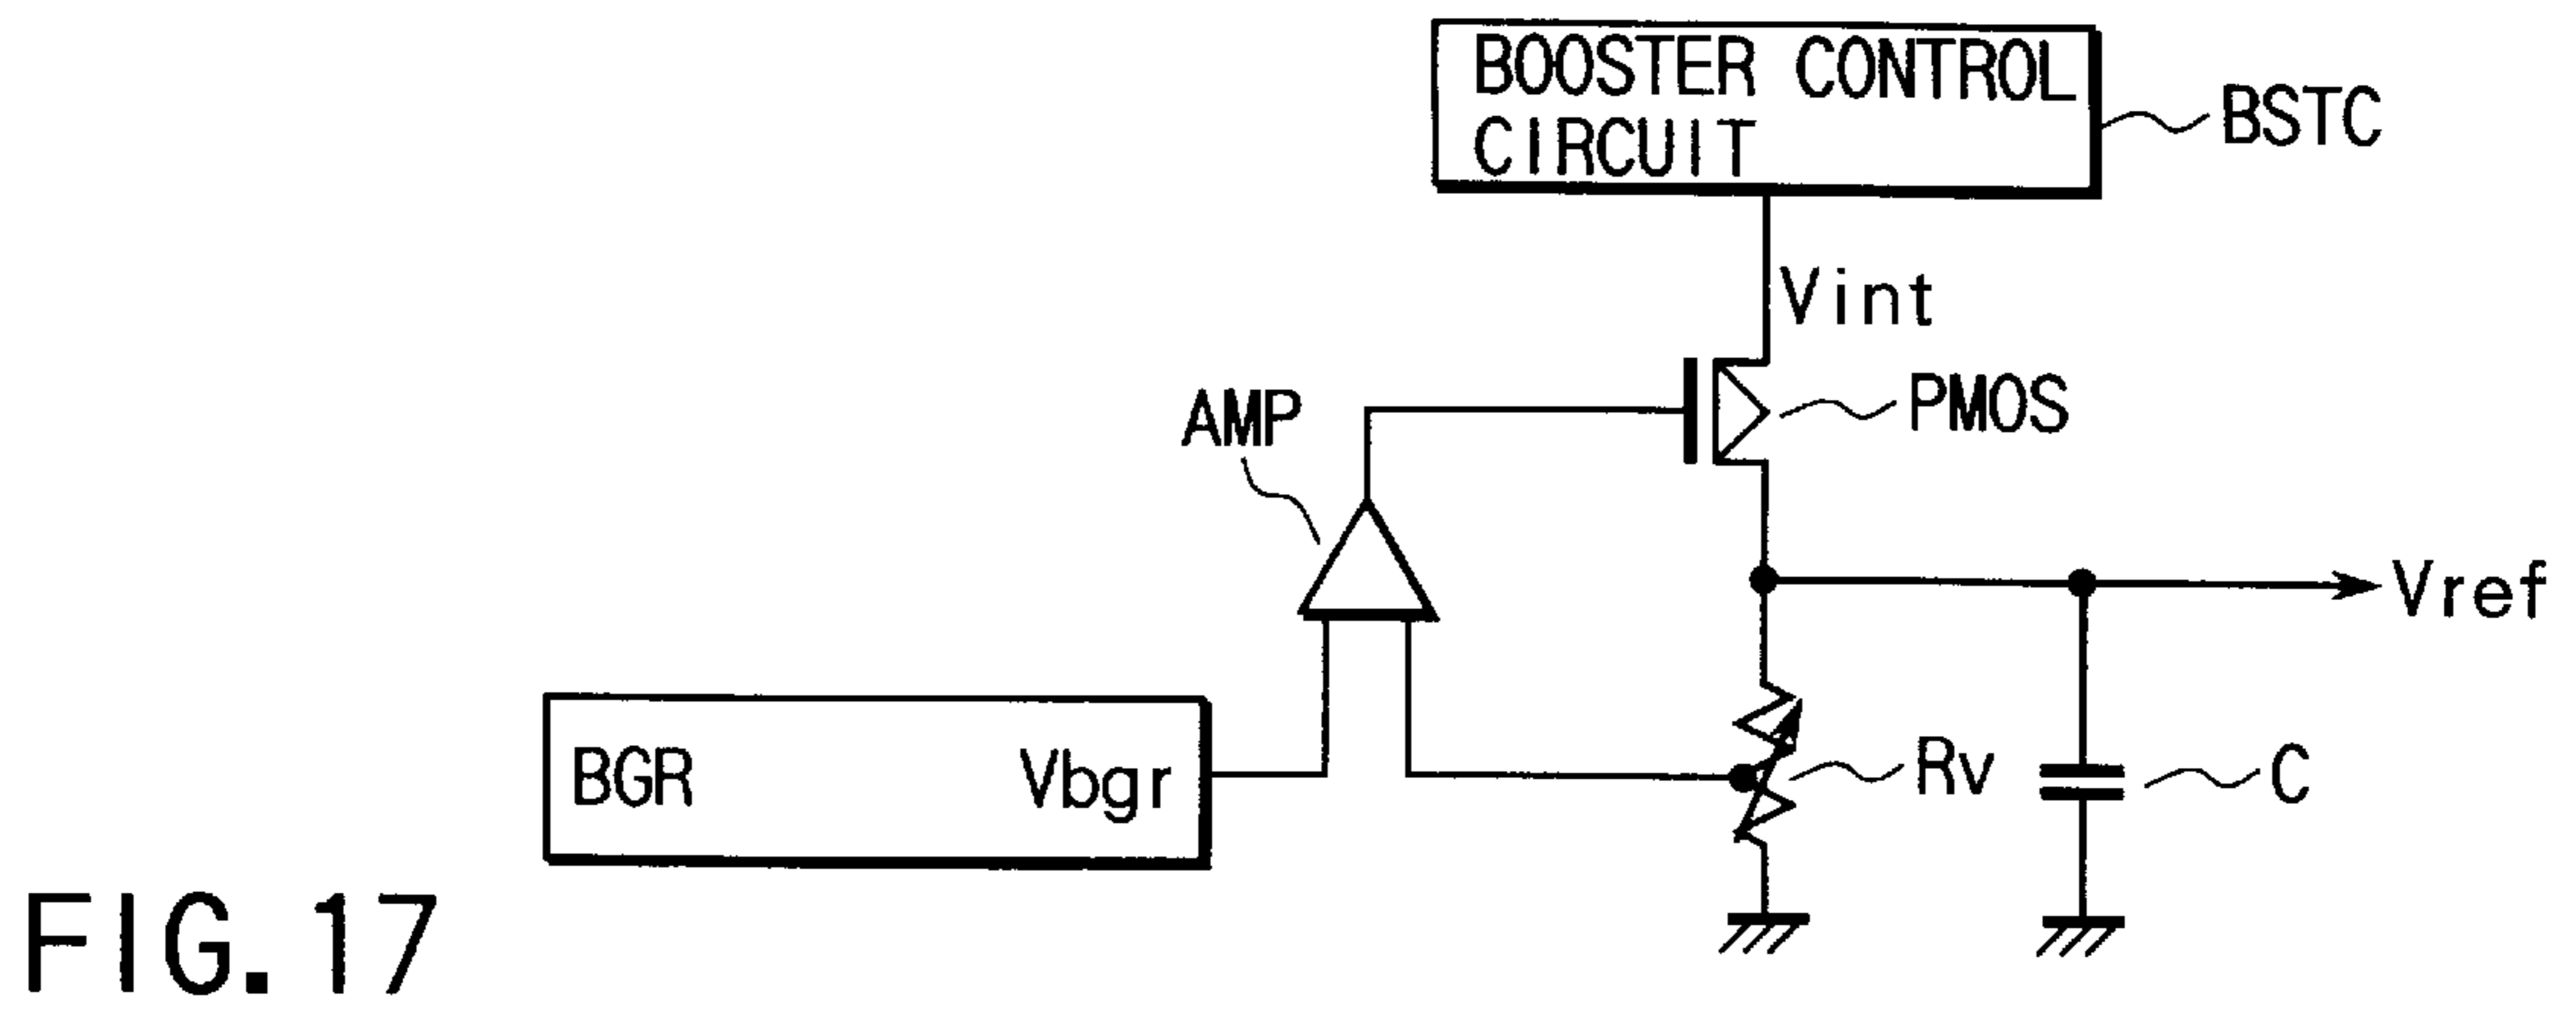 BOOSTER CONTROL
CIRCUIT
BSTC
Vint
PMOS
AMP
Vref
BGR Vbgr
Rv
C
FIG.17